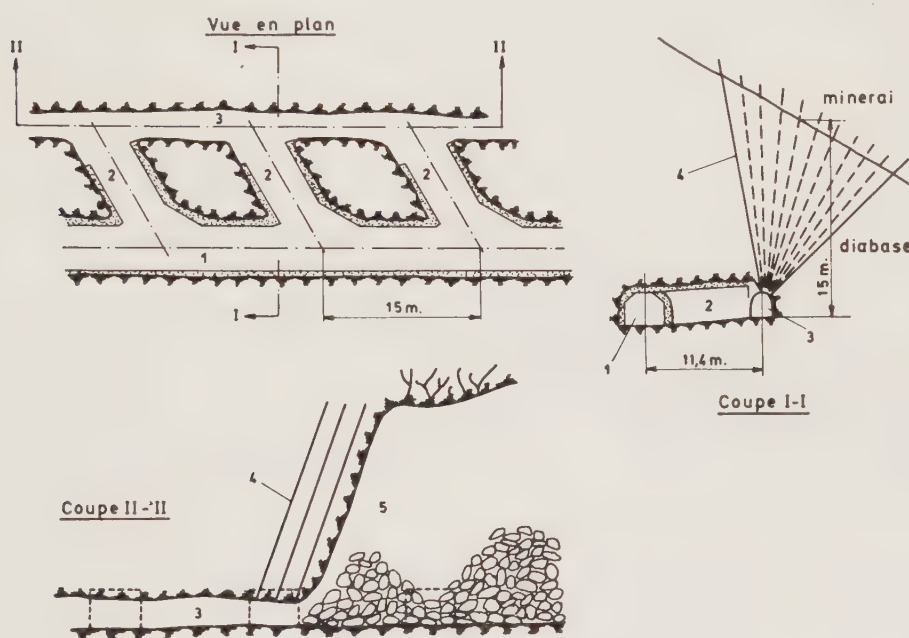 Vue en plan
II
I
II
3
2
2
2
1
I
15 m.
minerai
4
diabase
15 m.
2
1
3
11,4 m.
Coupe I-I
4
5
Coupe II-II
3